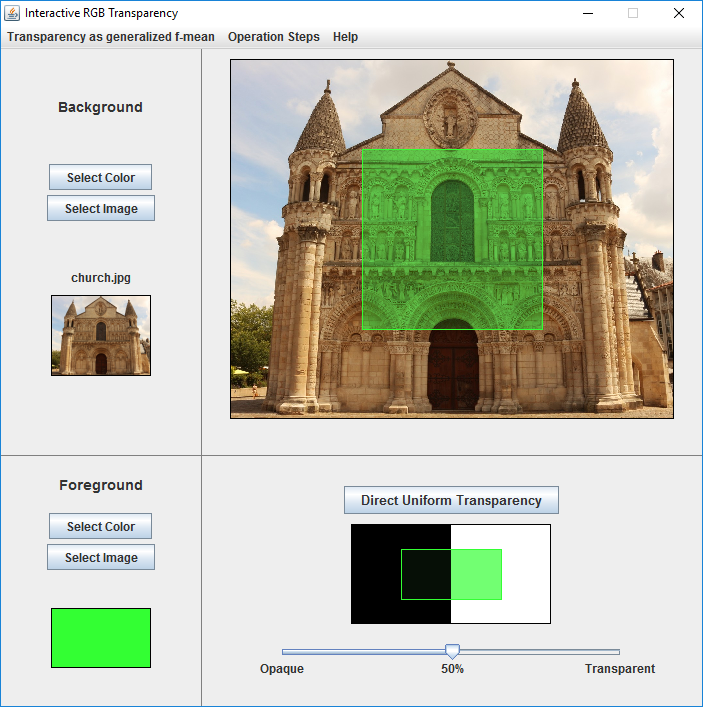 Interactive RGB Transparency
Transparency as generalized f-mean Operation Steps Help
Background
Select Color
Select Image
church.jpg
Foreground
Select Color
Select Image
Direct Uniform Transparency
Opaque 50% Transparent